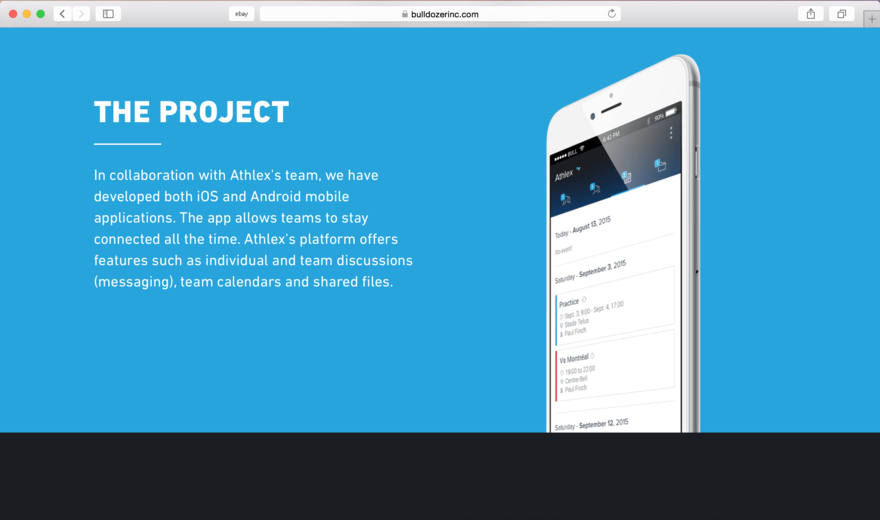 ebay
bulldozerinc.com
THE PROJECT
In collaboration with Athlex's team, we have
developed both iOS and Android mobile
applications. The app allows teams to stay
connected all the time. Athlex's platform offers
features such as individual and team discussions
(messaging), team calendars and shared files.
BULL 6:42 PM 90%
Athlex
Today - August 13, 2015
No event
Saturday - September 3, 2015
Practice
Sept. 3, 9:00 - Sept. 4, 17:00
Stade Telus
Paul Finch
Vs Montréal
19:00 to 22:00
Centre Bell
Paul Finch
Saturday - September 12, 2015